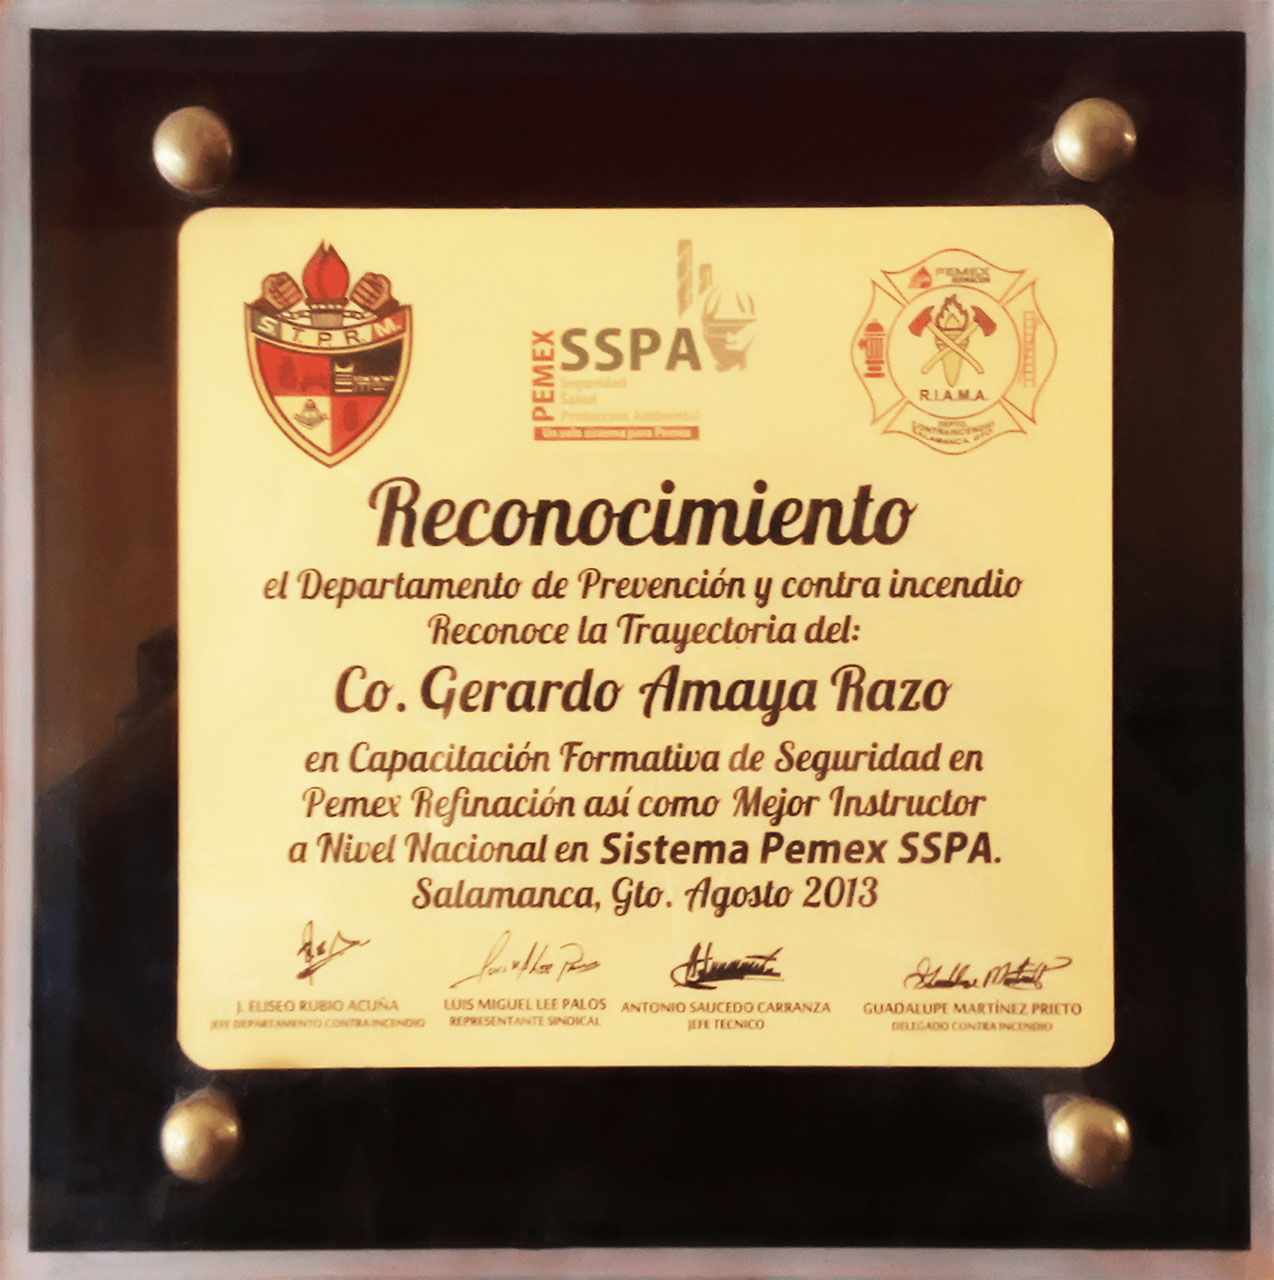 S. T. P. R. M.
PEMEX
SSPA
Seguridad
Salud
Protección Ambiental
Un solo sistema para Pemex
PEMEX
REFINACIÓN
R.I.A.M.A.
DEPTO.
CONTRAINCENDIO
SALAMANCA GTO.
Reconocimiento
el Departamento de Prevención y contra incendio
Reconoce la Trayectoria del:
Co. Gerardo Amaya Razo
en Capacitación Formativa de Seguridad en
Pemex Refinación así como Mejor Instructor
a Nivel Nacional en Sistema Pemex SSPA.
Salamanca, Gto. Agosto 2013
J. ELISEO RUBIO ACUÑA
JEFE DEPARTAMENTO CONTRAINCENDIO
LUIS MIGUEL LEE PALOS
REPRESENTANTE SINDICAL
ANTONIO SAUCEDO CARRANZA
JEFE TECNICO
GUADALUPE MARTÍNEZ PRIETO
DELEGADO CONTRA INCENDIO